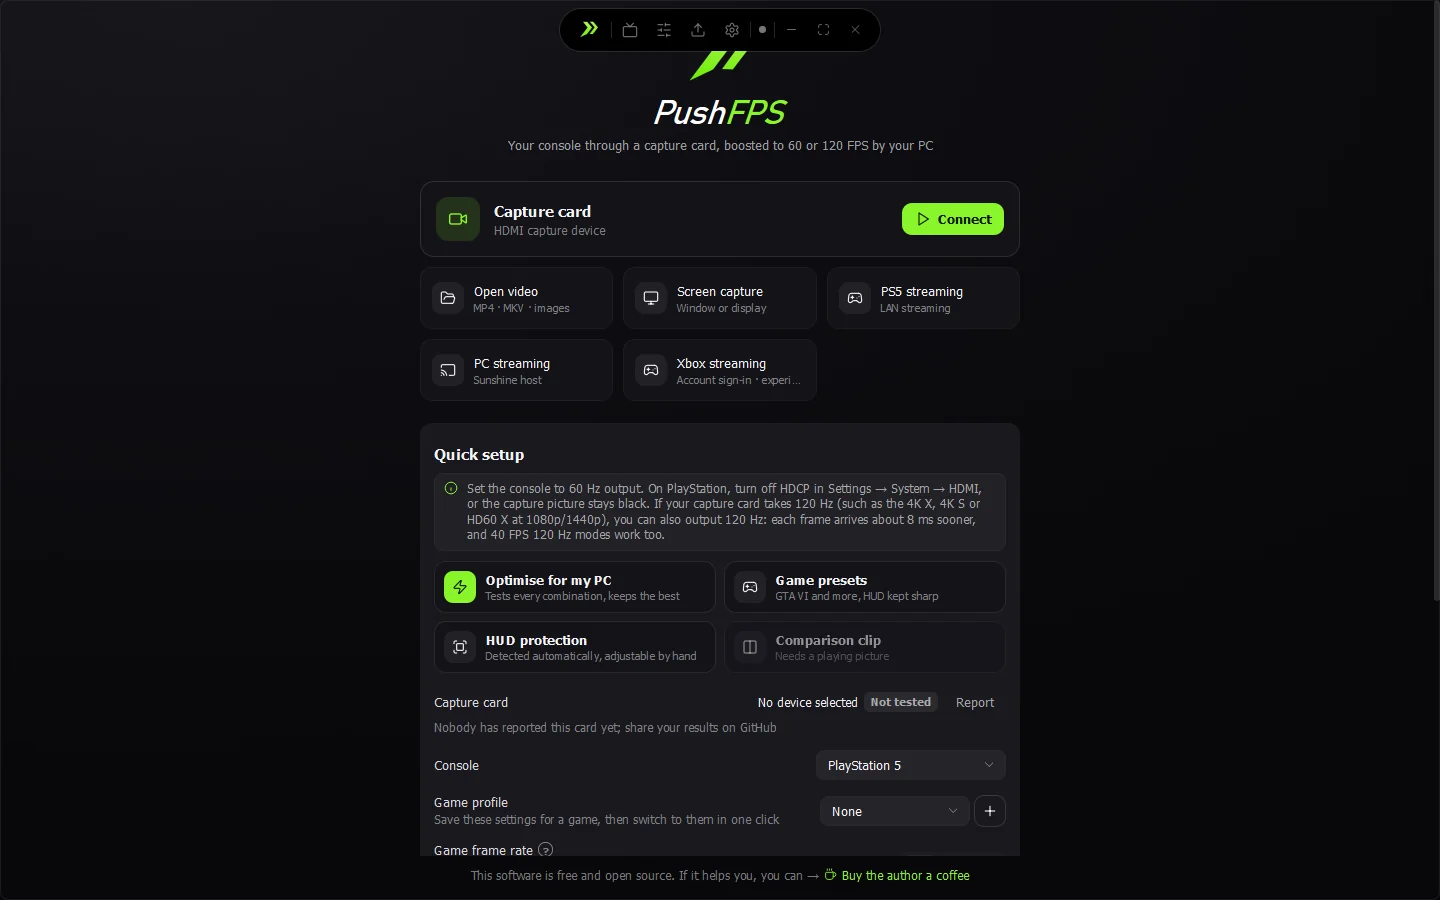 PushFPS
Your console through a capture card, boosted to 60 or 120 FPS by your PC
Capture card
HDMI capture device
Connect
Open video
MP4 · MKV · images
Screen capture
Window or display
PS5 streaming
LAN streaming
PC streaming
Sunshine host
Xbox streaming
Account sign-in · experi...
Quick setup
Set the console to 60 Hz output. On PlayStation, turn off HDCP in Settings → System → HDMI,
or the capture picture stays black. If your capture card takes 120 Hz (such as the 4K X, 4K S or
HD60 X at 1080p/1440p), you can also output 120 Hz: each frame arrives about 8 ms sooner,
and 40 FPS 120 Hz modes work too.
Optimise for my PC
Tests every combination, keeps the best
Game presets
GTA VI and more, HUD kept sharp
HUD protection
Detected automatically, adjustable by hand
Comparison clip
Needs a playing picture
Capture card
No device selected
Not tested
Report
Nobody has reported this card yet; share your results on GitHub
Console
PlayStation 5
Game profile
Save these settings for a game, then switch to them in one click
None
Game frame rate
This software is free and open source. If it helps you, you can → Buy the author a coffee